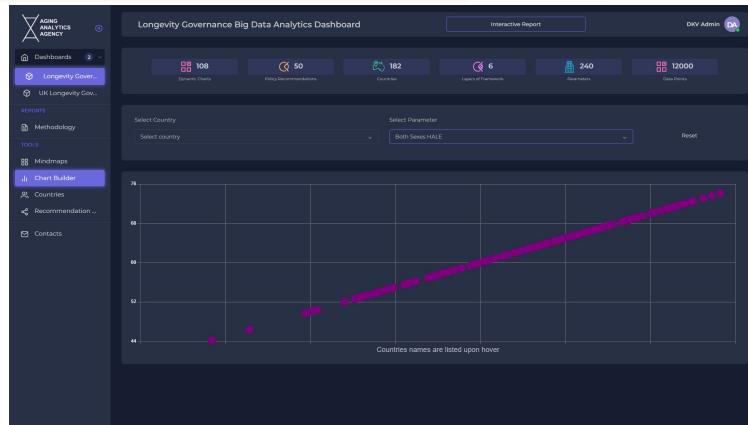 AGING
ANALYTICS
AGENCY
Longevity Governance Big Data Analytics Dashboard
Interactive Report
DKV Admin
DA
Dashboards 2
Longevity Gover...
UK Longevity Gov...
REPORTS
Methodology
TOOLS
Mindmaps
Chart Builder
Countries
Recommendation ...
Contacts
108
Dynamic Charts
50
Policy Recommendations
182
Countries
6
Layers of Framework
240
Parameters
12000
Data Points
Select Country
Select country
Select Parameter
Both Sexes HALE
Reset
76
68
60
52
44
Countries names are listed upon hover